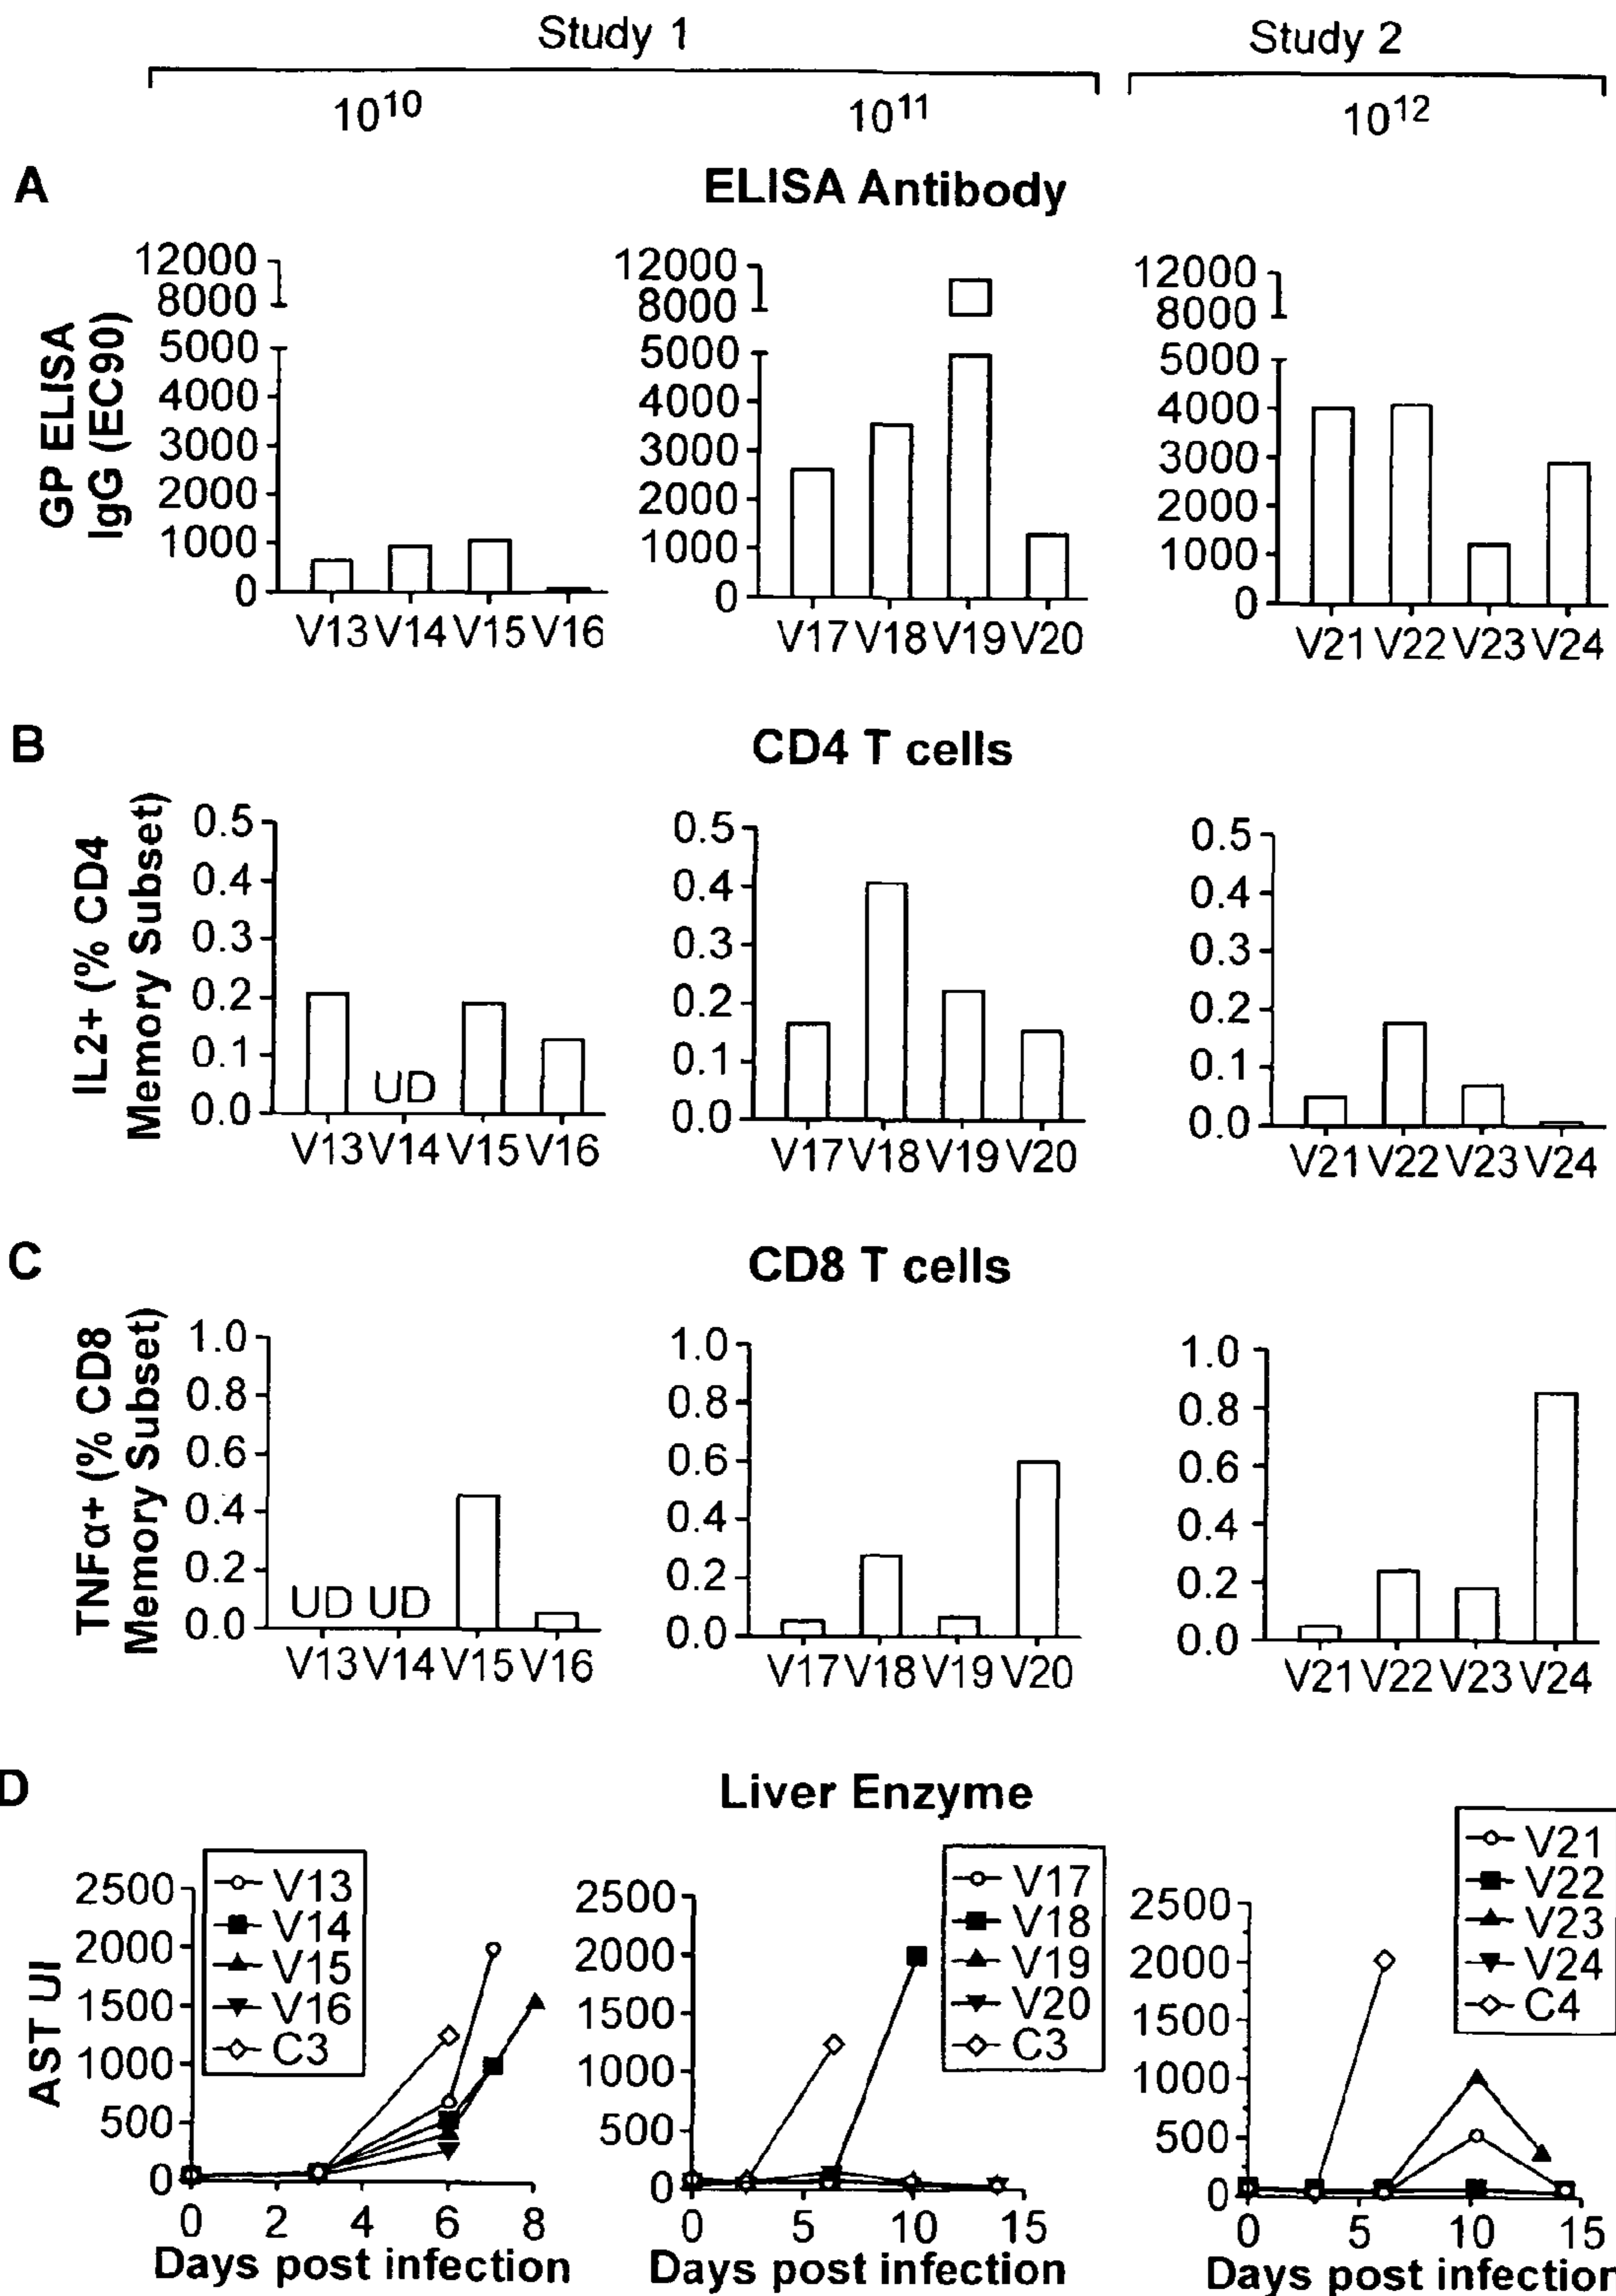 Study 1 Study 2
10¹⁰ 10¹¹ 10¹²
A
ELISA Antibody
GP ELISA
IgG (EC90)
12000 12000 12000
8000 8000 8000
5000 5000 5000
4000 4000 4000
3000 3000 3000
2000 2000 2000
1000 1000 1000
0 0 0
V13 V14 V15 V16 V17 V18 V19 V20 V21 V22 V23 V24
B
CD4 T cells
IL2+ (% CD4
Memory Subset)
0.5 0.5 0.5
0.4 0.4 0.4
0.3 0.3 0.3
0.2 0.2 0.2
0.1 0.1 0.1
UD
0.0 0.0 0.0
V13 V14 V15 V16 V17 V18 V19 V20 V21 V22 V23 V24
C
CD8 T cells
TNFα+ (% CD8
Memory Subset)
1.0 1.0 1.0
0.8 0.8 0.8
0.6 0.6 0.6
0.4 0.4 0.4
0.2 0.2 0.2
UD UD
0.0 0.0 0.0
V13 V14 V15 V16 V17 V18 V19 V20 V21 V22 V23 V24
D
Liver Enzyme
AST UI
2500 2500 2500
2000 2000 2000
1500 1500 1500
1000 1000 1000
500 500 500
0 0 0
V13
V14
V15
V16
C3
V17
V18
V19
V20
C3
V21
V22
V23
V24
C4
0 2 4 6 8 0 5 10 15 0 5 10 15
Days post infection Days post infection Days post infection